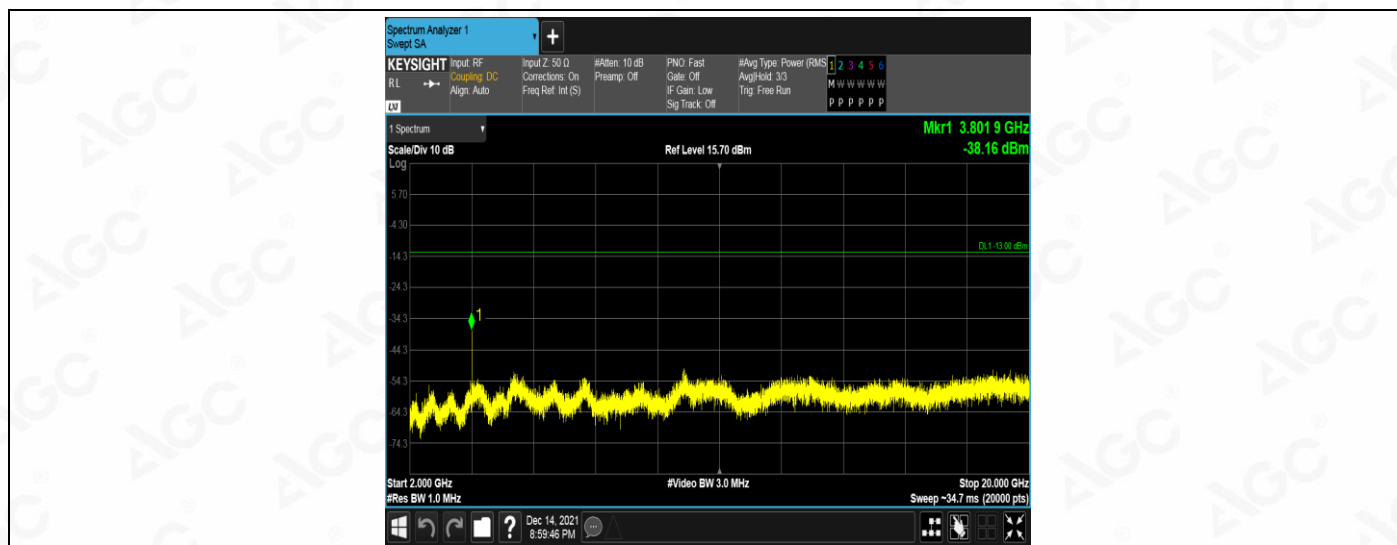 Spectrum Analyzer 1
Swept SA
KEYSIGHT
RL
LXI
Input: RF
Coupling: DC
Align: Auto
Input Z: 50 Ω
Corrections: On
Freq Ref: Int (S)
#Atten: 10 dB
Preamp: Off
PNO: Fast
Gate: Off
IF Gain: Low
Sig Track: Off
#Avg Type: Power (RMS
Avg|Hold: 3/3
Trig: Free Run
1 2 3 4 5 6
M W W W W W
P P P P P P
1 Spectrum
Mkr1 3.801 9 GHz
Scale/Div 10 dB
Ref Level 15.70 dBm
-38.16 dBm
Log
5.70
-4.30
DL1 -13.00 dBm
-14.3
-24.3
-34.3
1
-44.3
-54.3
-64.3
-74.3
Start 2.000 GHz
#Video BW 3.0 MHz
Stop 20.000 GHz
#Res BW 1.0 MHz
Sweep ~34.7 ms (20000 pts)
?
Dec 14, 2021
8:59:46 PM
AGC